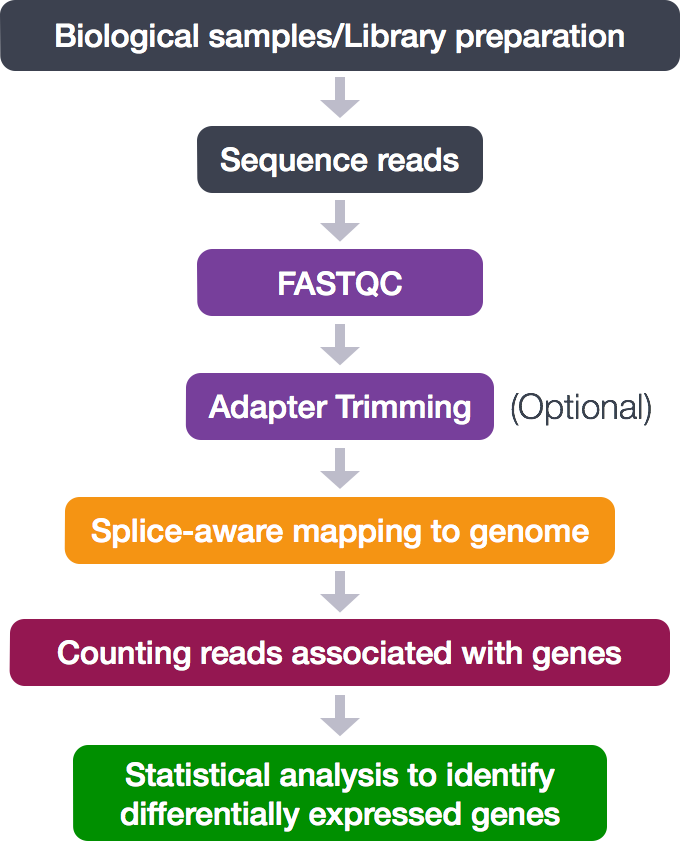 Biological samples/Library preparation
Sequence reads
FASTQC
Adapter Trimming (Optional)
Splice-aware mapping to genome
Counting reads associated with genes
Statistical analysis to identify
differentially expressed genes